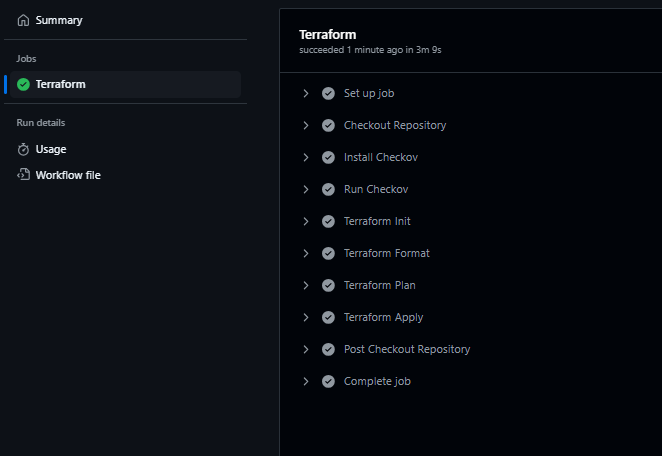 Summary
Jobs
Terraform
Run details
Usage
Workflow file
Terraform
succeeded 1 minute ago in 3m 9s
Set up job
Checkout Repository
Install Checkov
Run Checkov
Terraform Init
Terraform Format
Terraform Plan
Terraform Apply
Post Checkout Repository
Complete job